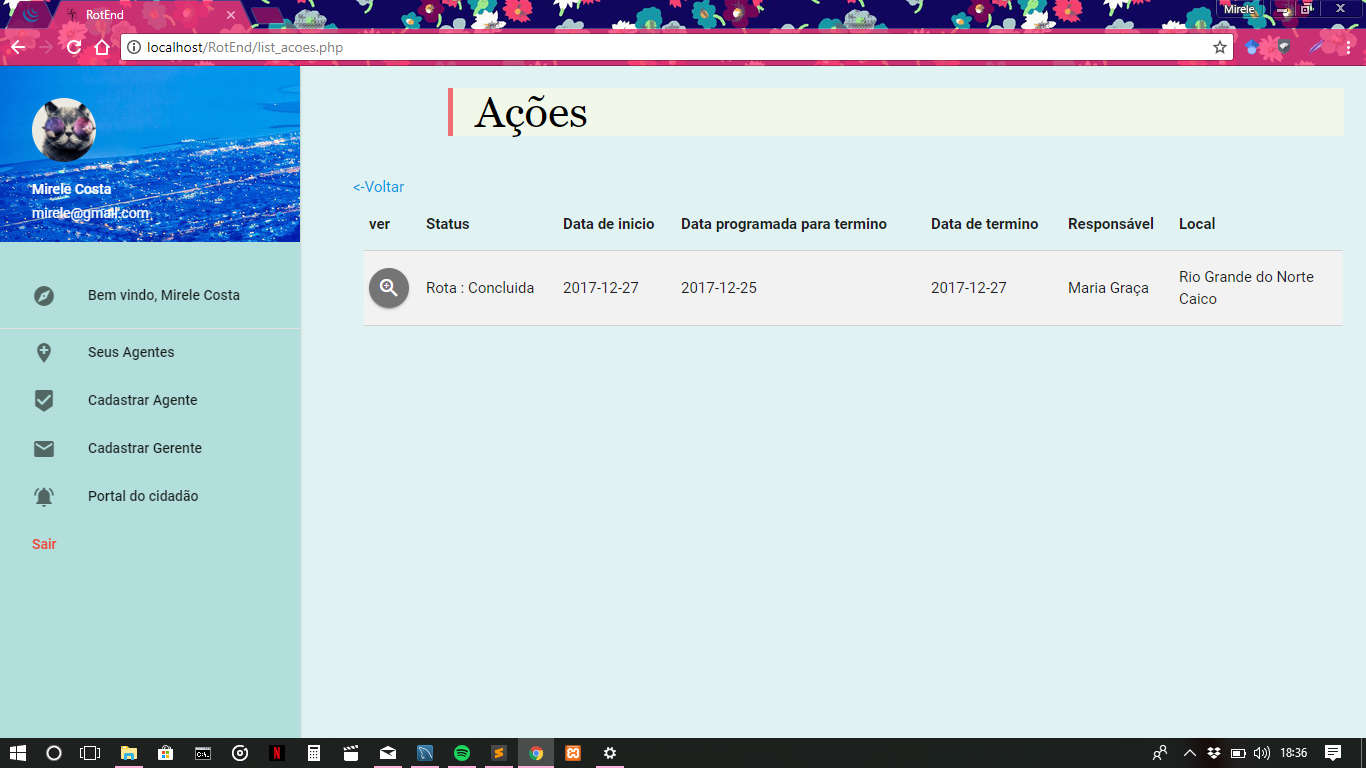 RotEnd
Mirele
localhost/RotEnd/list_acoes.php
Mirele Costa
mirele@gmail.com
Bem vindo, Mirele Costa
Seus Agentes
Cadastrar Agente
Cadastrar Gerente
Portal do cidadão
Sair
Ações
<-Voltar
ver Status Data de inicio Data programada para termino Data de termino Responsável Local
Rota : Concluida 2017-12-27 2017-12-25 2017-12-27 Maria Graça Rio Grande do Norte
Caico
18:36